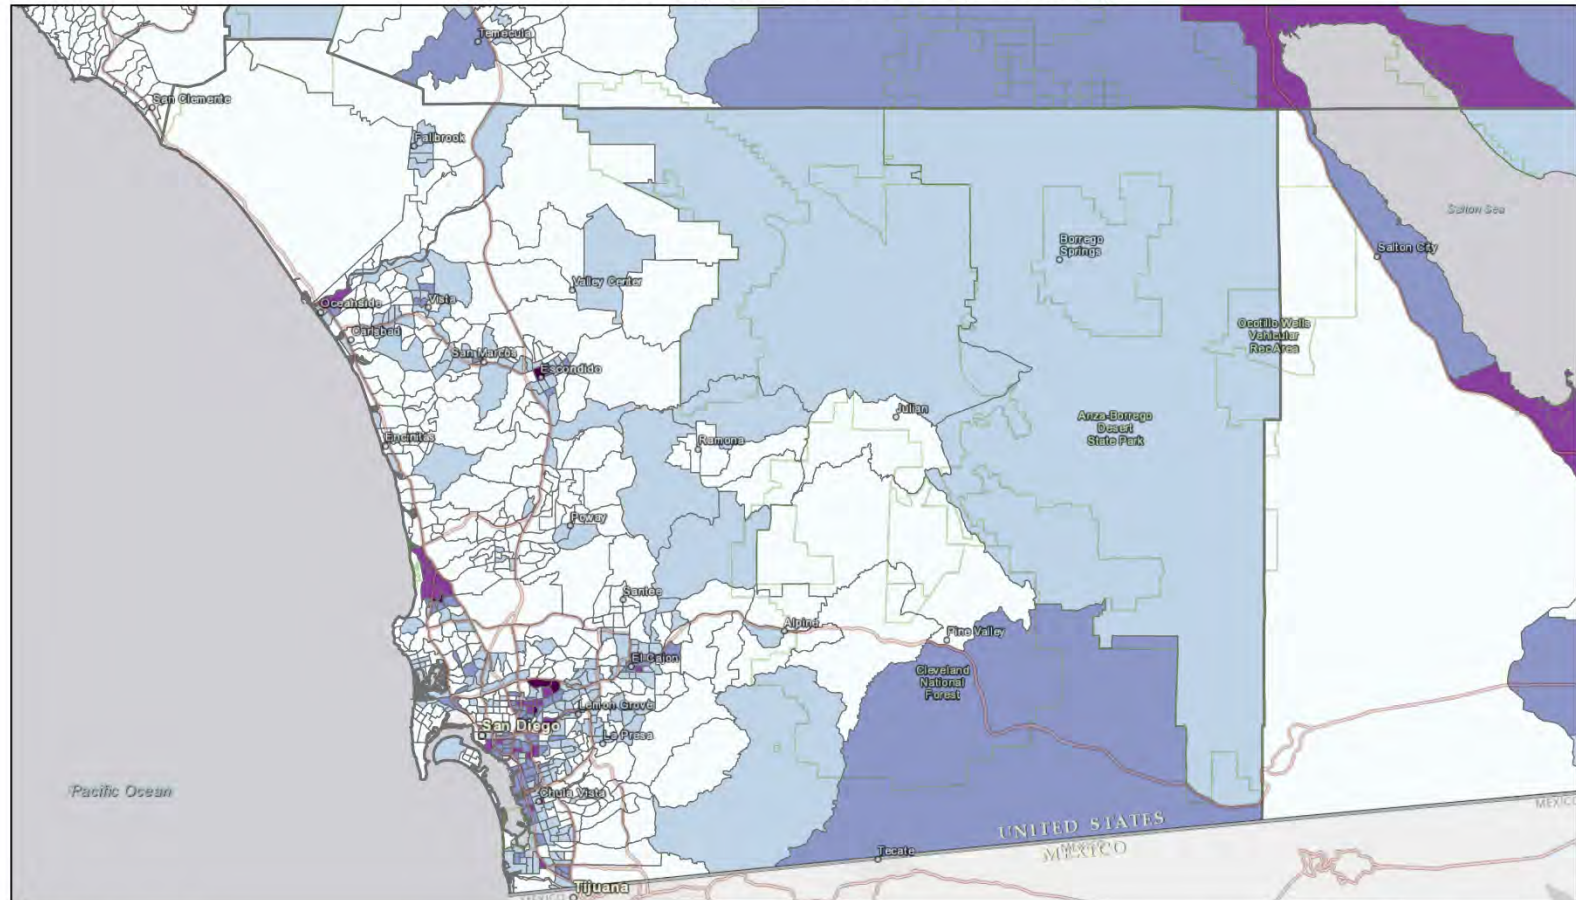 Temecula
San Clemente
Fallbrook
Salton Sea
Borrego
Springs
Salton City
Valley Center
Oceanside
Vista
Ocotillo Wells
Vehicular
Rec Area
Carlsbad
San Marcos
Escondido
Julian
Anza-Borrego
Desert
State Park
Encinitas
Ramona
Poway
Santee
Alpine
Pine Valley
El Cajon
Cleveland
National
Forest
Lemon Grove
San Diego
La Presa
Pacific Ocean
Chula Vista
MEXICO
UNITED STATES
MEXICO
Tecate
Tijuana
MEXICO